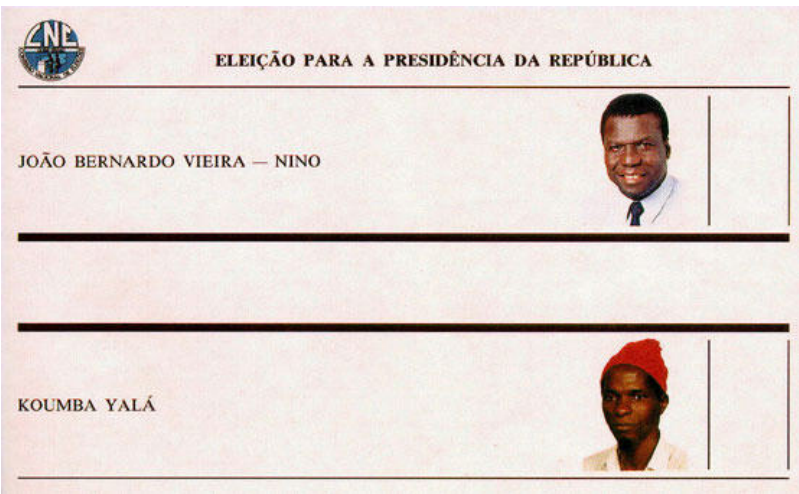 CNE
ELEIÇÃO PARA A PRESIDÊNCIA DA REPÚBLICA
JOÃO BERNARDO VIEIRA — NINO
KOUMBA YALÁ